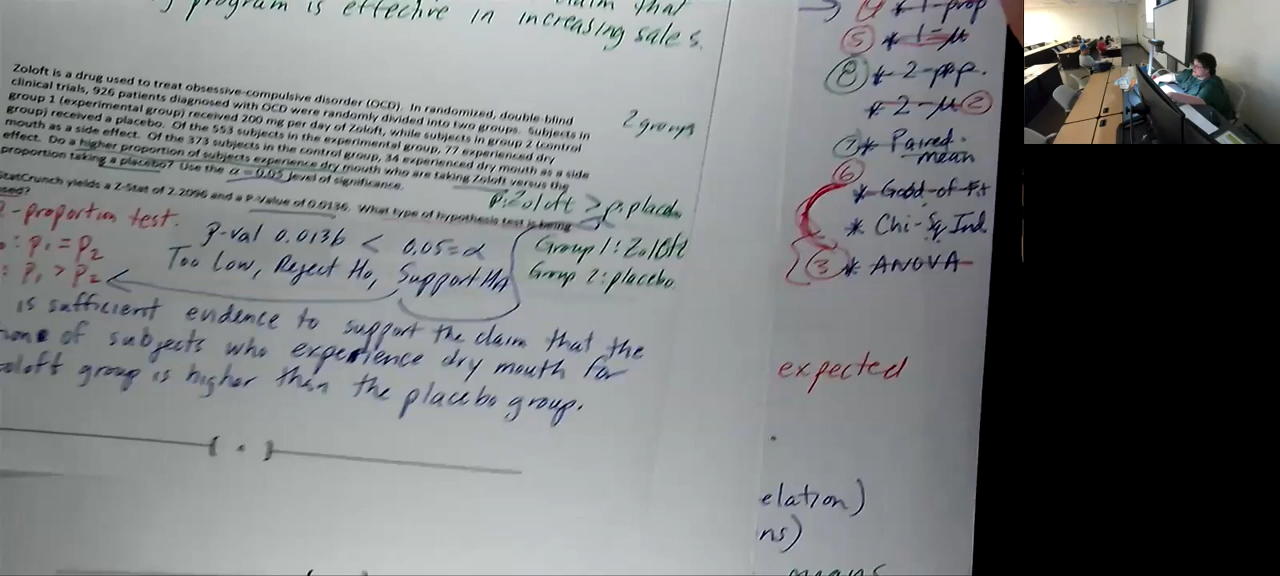 program is effective in increasing sales.
Zoloft is a drug used to treat obsessive-compulsive disorder (OCD). In randomized, double-blind
clinical trials, 926 patients diagnosed with OCD were randomly divided into two groups. Subjects in
group 1 (experimental group) received 200 mg per day of Zoloft, while subjects in group 2 (control
group) received a placebo. Of the 553 subjects in the experimental group, 77 experienced dry
mouth as a side effect. Of the 373 subjects in the control group, 34 experienced dry mouth as a side
effect. Do a higher proportion of subjects experience dry mouth who are taking Zoloft versus the
proportion taking a placebo? Use the α = 0.05 level of significance.
2 groups
StatCrunch yields a Z-Stat of 2.2096 and a P-Value of 0.0136. What type of hypothesis test is being
used?
p: Zoloft > p: placebo
-proportion test.
: p₁ = p₂
: p₁ > p₂
p-val 0.0136 < 0.05=α
Too Low, Reject H₀, Support HA
Group 1: Zoloft
Group 2: placebo
is sufficient evidence to support the claim that the
of subjects who experience dry mouth for
oloft group is higher than the placebo group.
④ * 1-prop
⑤ * 1-μ
⑧ * 2-prop.
* 2-μ ②
⑦ * Paired-
mean
⑥
* Good-of-Fit
* Chi-Sq Ind.
③ * ANOVA
expected
elation)
ns)
means